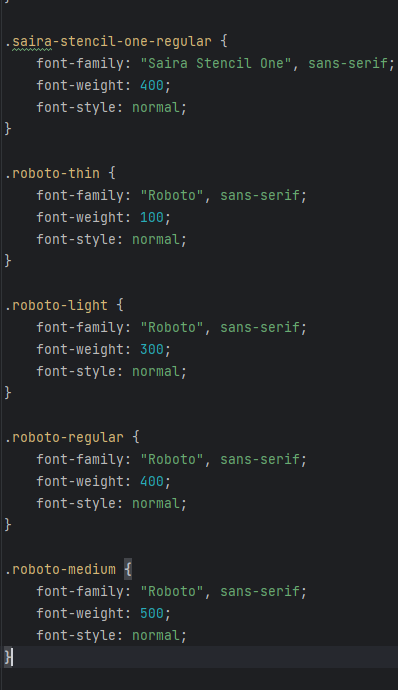 }
.saira-stencil-one-regular {
    font-family: "Saira Stencil One", sans-serif;
    font-weight: 400;
    font-style: normal;
}
.roboto-thin {
    font-family: "Roboto", sans-serif;
    font-weight: 100;
    font-style: normal;
}
.roboto-light {
    font-family: "Roboto", sans-serif;
    font-weight: 300;
    font-style: normal;
}
.roboto-regular {
    font-family: "Roboto", sans-serif;
    font-weight: 400;
    font-style: normal;
}
.roboto-medium {
    font-family: "Roboto", sans-serif;
    font-weight: 500;
    font-style: normal;
}